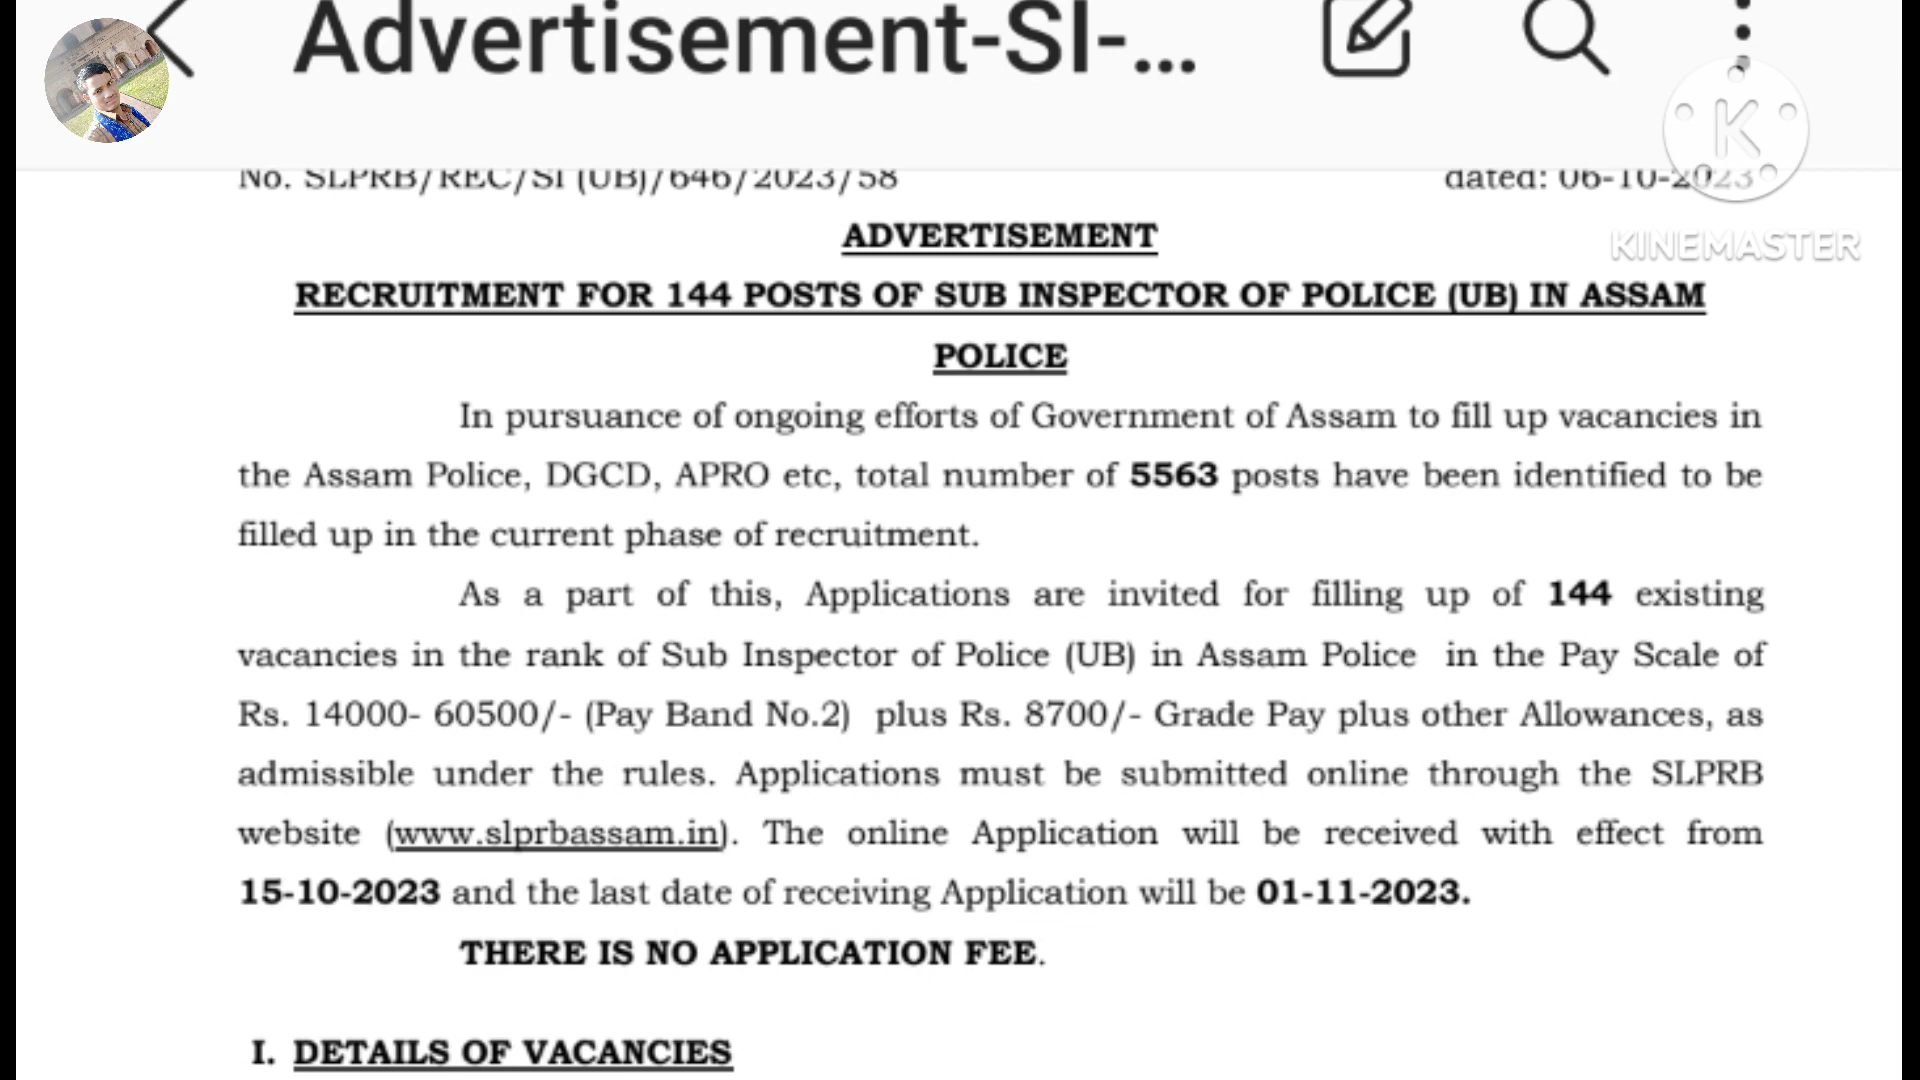 Advertisement-SI-...
No. SLPRB/REC/SI (UB)/646/2023/58 dated: 06-10-2023
K
KINEMASTER
ADVERTISEMENT
RECRUITMENT FOR 144 POSTS OF SUB INSPECTOR OF POLICE (UB) IN ASSAM
POLICE
In pursuance of ongoing efforts of Government of Assam to fill up vacancies in
the Assam Police, DGCD, APRO etc, total number of 5563 posts have been identified to be
filled up in the current phase of recruitment.
As a part of this, Applications are invited for filling up of 144 existing
vacancies in the rank of Sub Inspector of Police (UB) in Assam Police in the Pay Scale of
Rs. 14000- 60500/- (Pay Band No.2) plus Rs. 8700/- Grade Pay plus other Allowances, as
admissible under the rules. Applications must be submitted online through the SLPRB
website (www.slprbassam.in). The online Application will be received with effect from
15-10-2023 and the last date of receiving Application will be 01-11-2023.
THERE IS NO APPLICATION FEE.
I. DETAILS OF VACANCIES